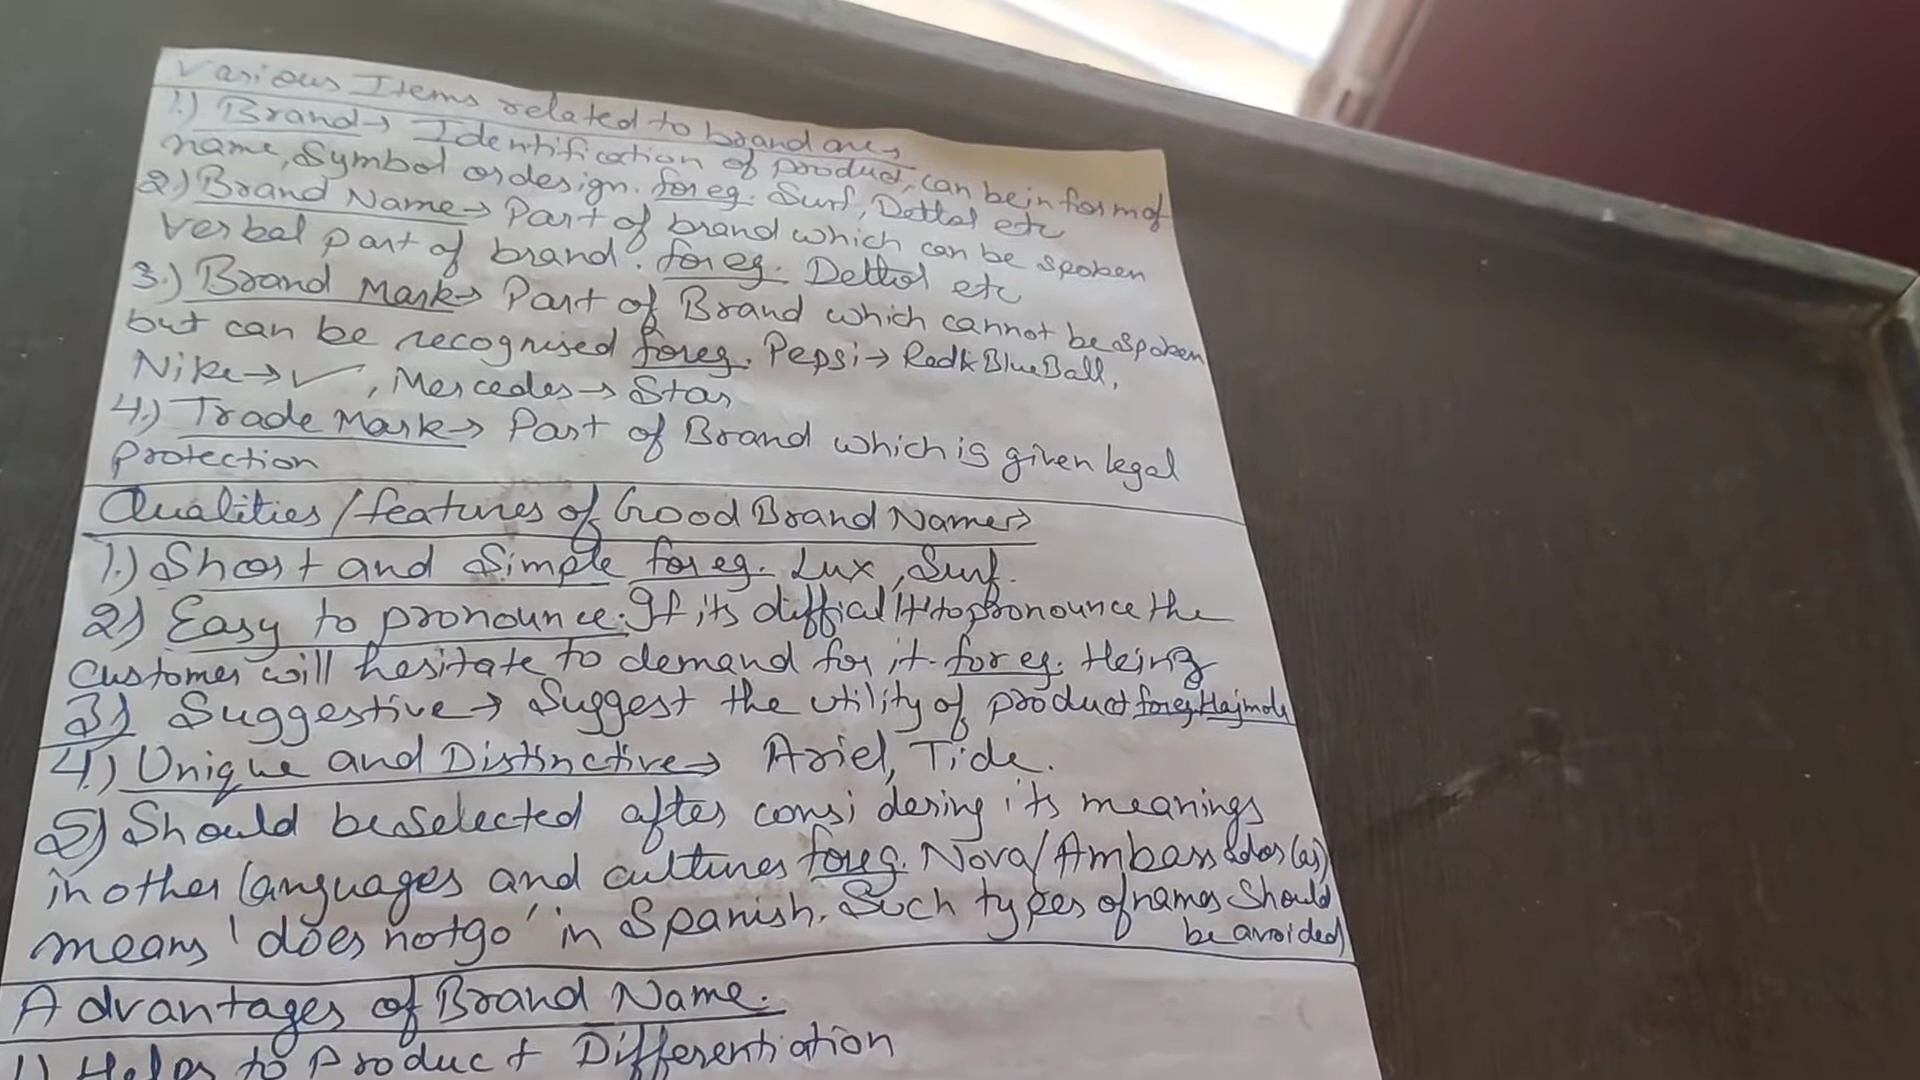 Various Items related to brand are→
1.) Brand→ Identification of product, can be in form of
name, Symbol or design. for eg. Surf, Dettol etc
2.) Brand Name→ Part of brand which can be spoken
Verbal part of brand. for eg. Dettol etc
3.) Brand Mark→ Part of Brand which cannot be spoken
but can be recognised for eg. Pepsi→ Red & Blue Ball,
Nike→ ✓, Mercedes→ Star
4.) Trade Mark→ Part of Brand which is given legal
Protection
Qualities/features of Good Brand Name→
1.) Short and Simple for eg. Lux, Surf.
2) Easy to pronounce. If its difficult to pronounce the
Customer will hesitate to demand for it. for eg.
3) Suggestive→ Suggest the utility of product for eg. Hajmola
4.) Unique and Distinctive→ Ariel, Tide.
5) Should be selected after considering its meanings
in other languages and cultures for eg. Nova/Ambassador (as)
means 'does not go' in Spanish. Such types of names Should
be avoided
Advantages of Brand Name.
1) Helps to Product Differentiation